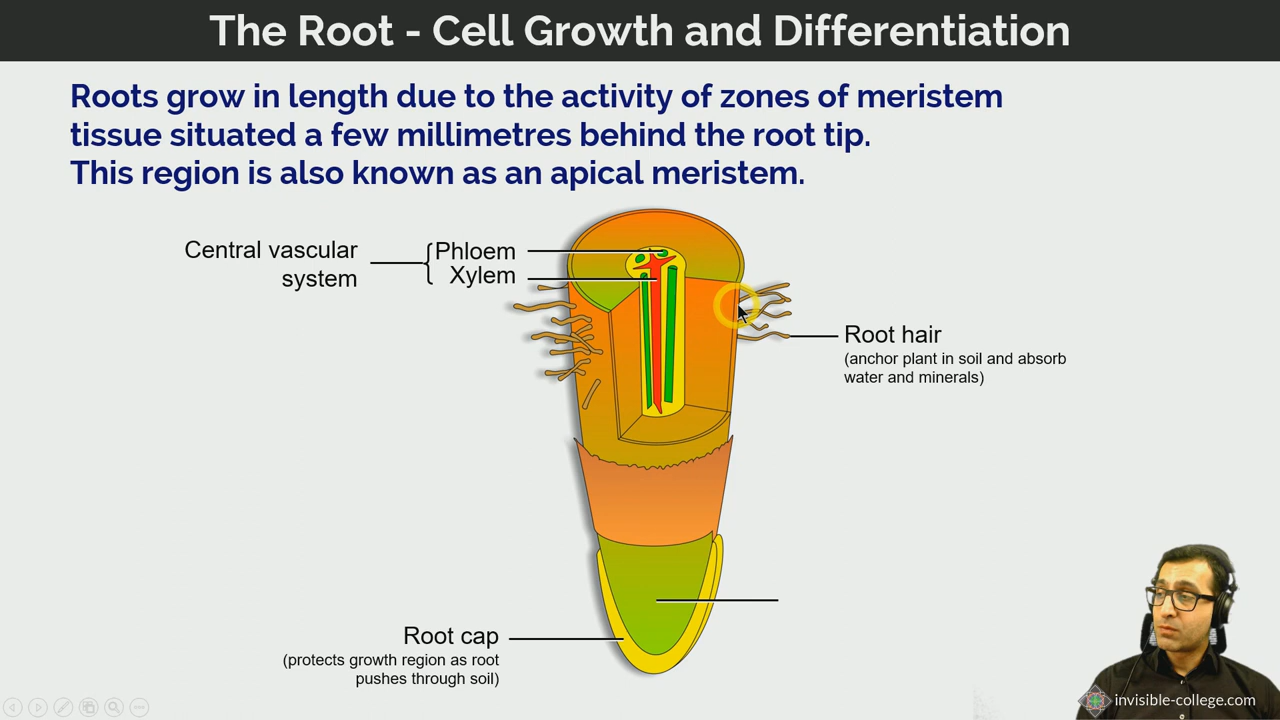 The Root - Cell Growth and Differentiation
Roots grow in length due to the activity of zones of meristem
tissue situated a few millimetres behind the root tip.
This region is also known as an apical meristem.
Central vascular
system
Phloem
Xylem
Root hair
(anchor plant in soil and absorb
water and minerals)
Root cap
(protects growth region as root
pushes through soil)
invisible-college.com